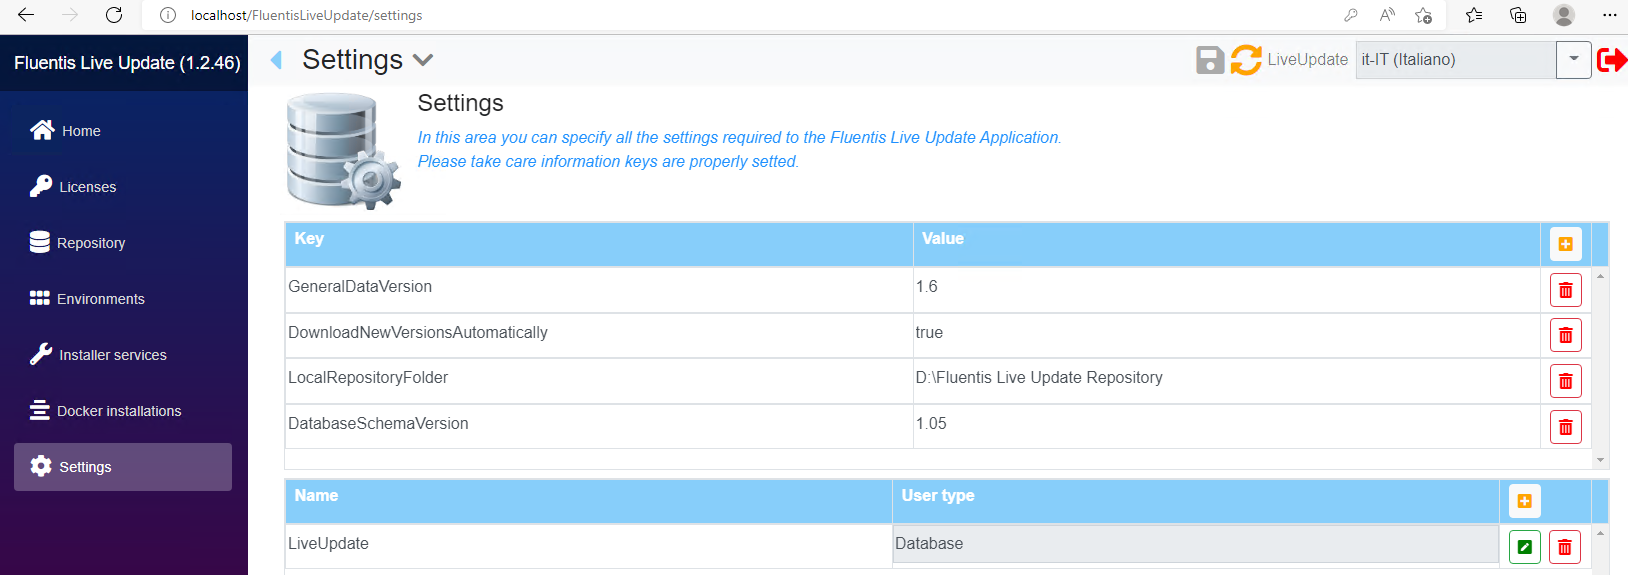 localhost/FluentisLiveUpdate/settings
Fluentis Live Update (1.2.46)
Settings
LiveUpdate
it-IT (Italiano)
Home
Licenses
Repository
Environments
Installer services
Docker installations
Settings
Settings
In this area you can specify all the settings required to the Fluentis Live Update Application.
Please take care information keys are properly setted.
Key Value
GeneralDataVersion 1.6
DownloadNewVersionsAutomatically true
LocalRepositoryFolder D:\Fluentis Live Update Repository
DatabaseSchemaVersion 1.05
Name User type
LiveUpdate Database